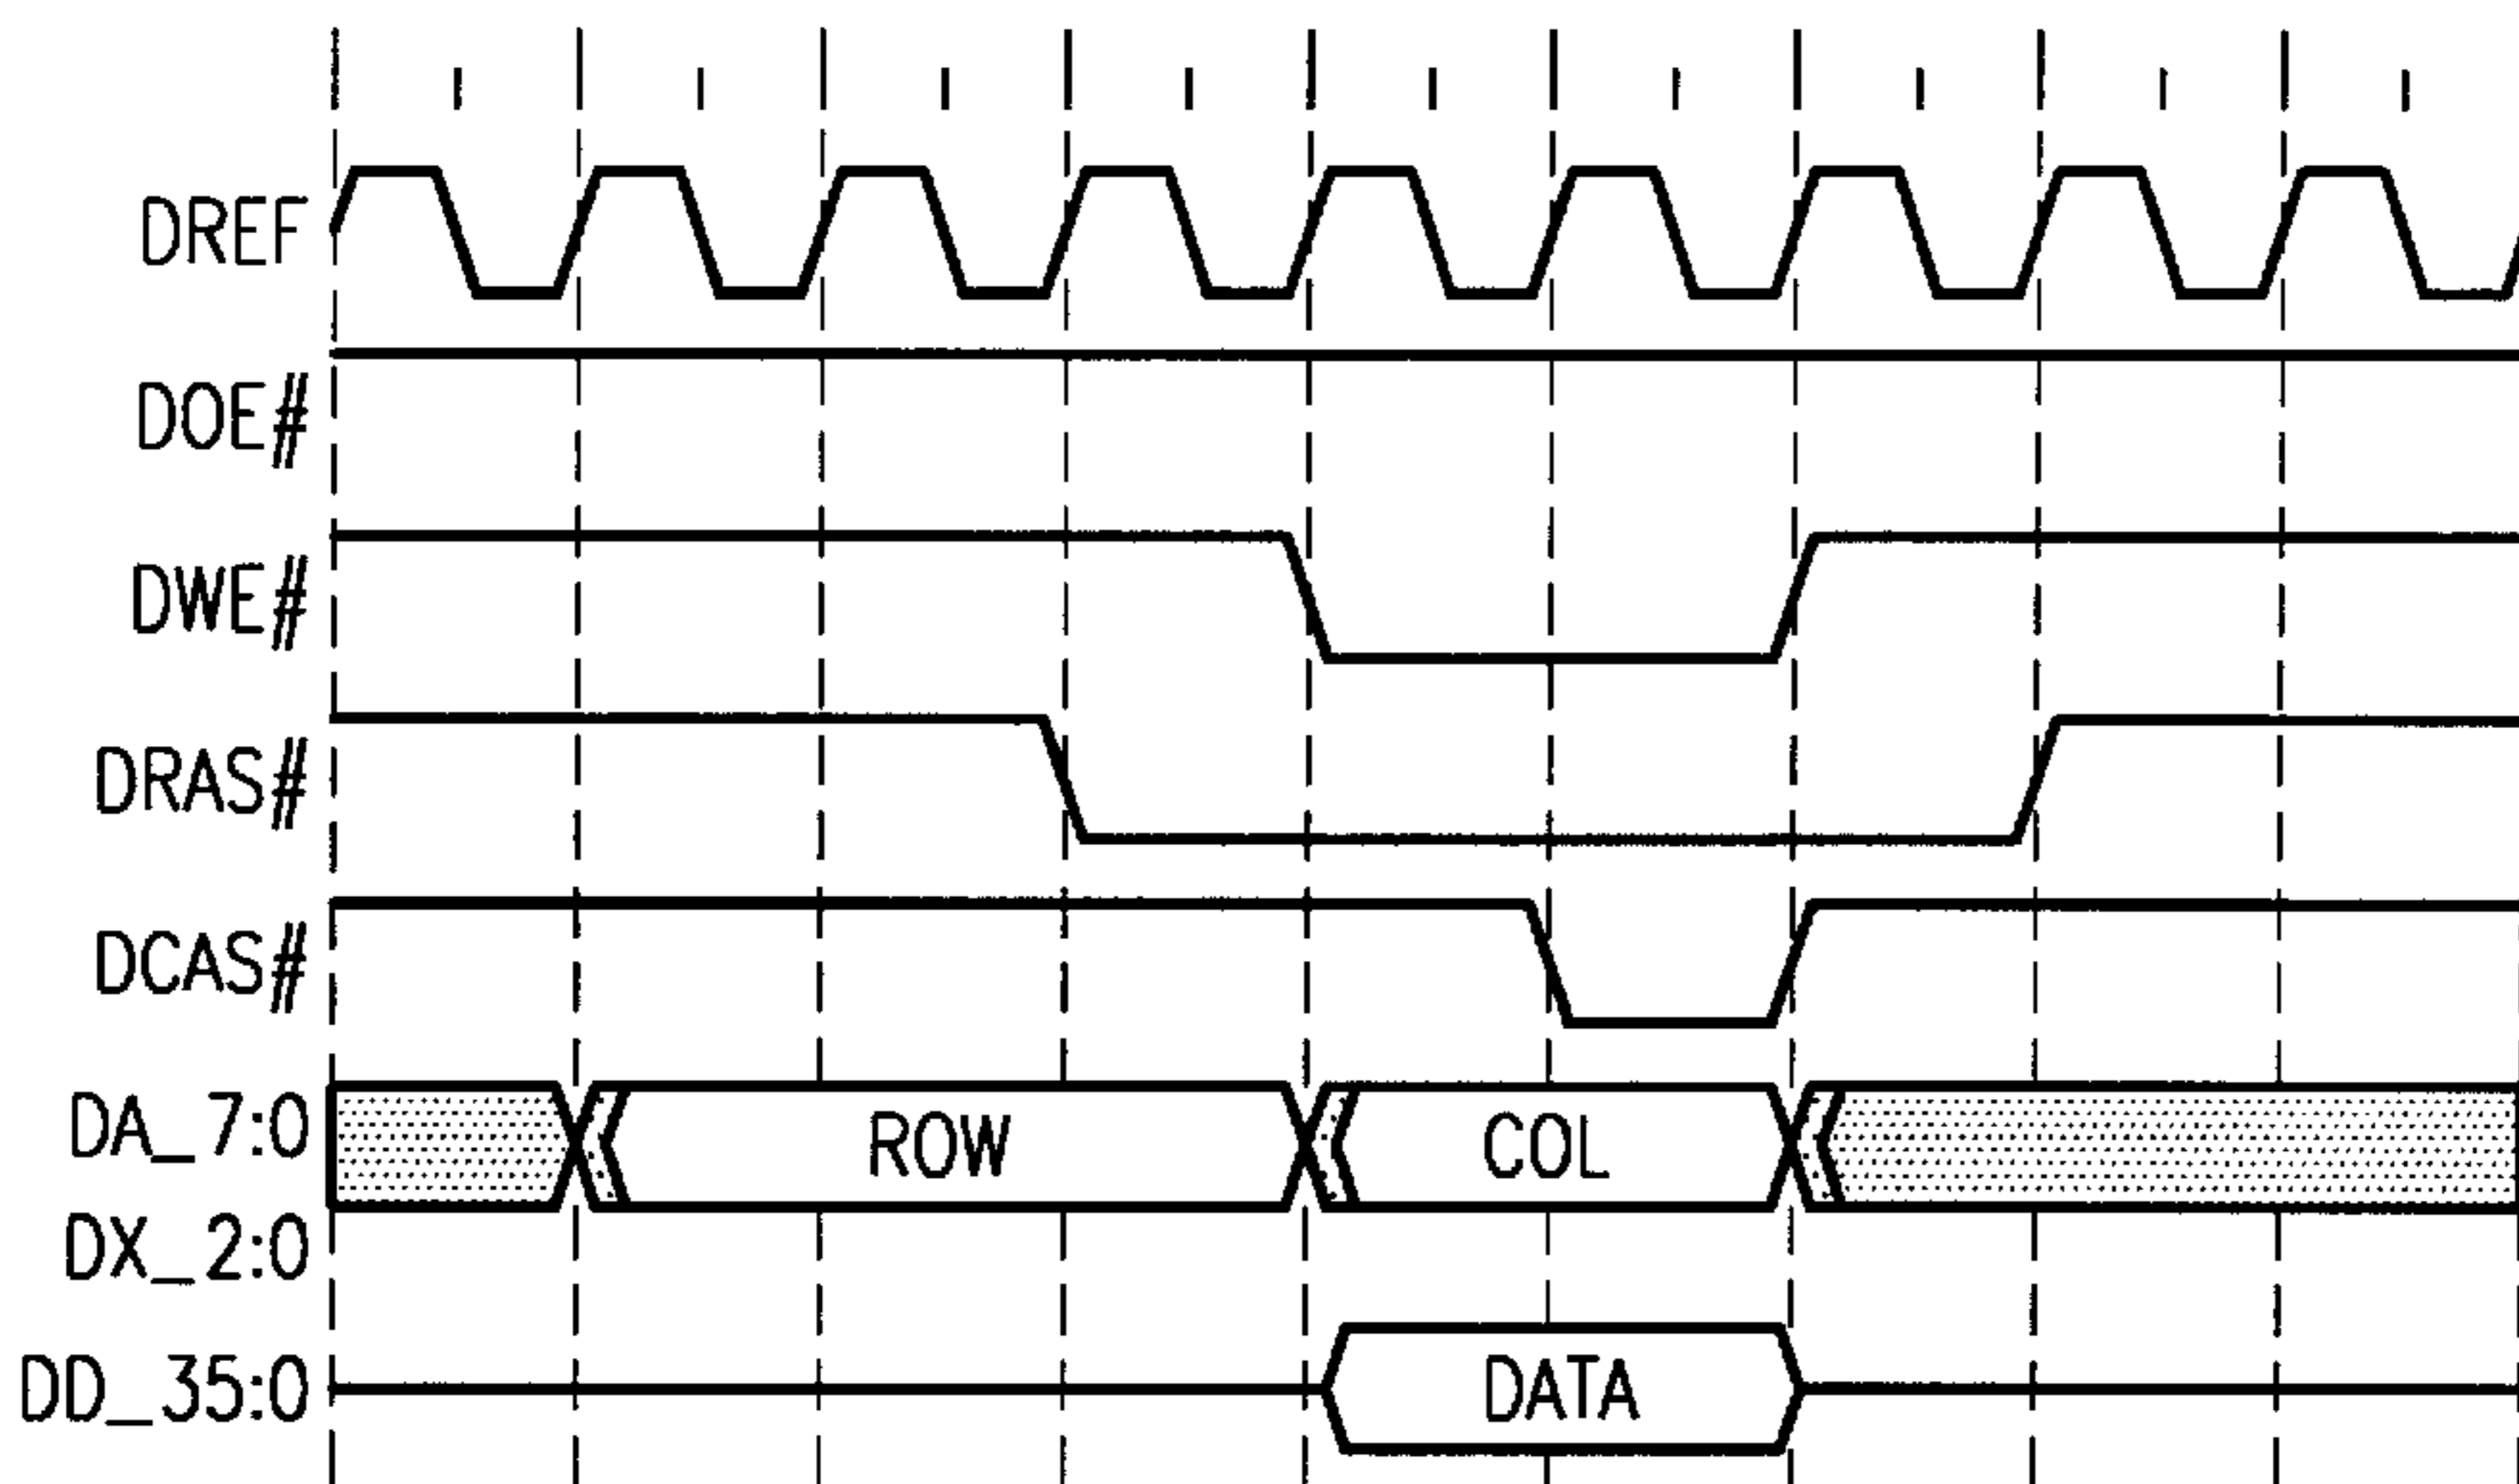 DREF
DOE#
DWE#
DRAS#
DCAS#
DA_7:0 ROW COL
DX_2:0
DD_35:0 DATA